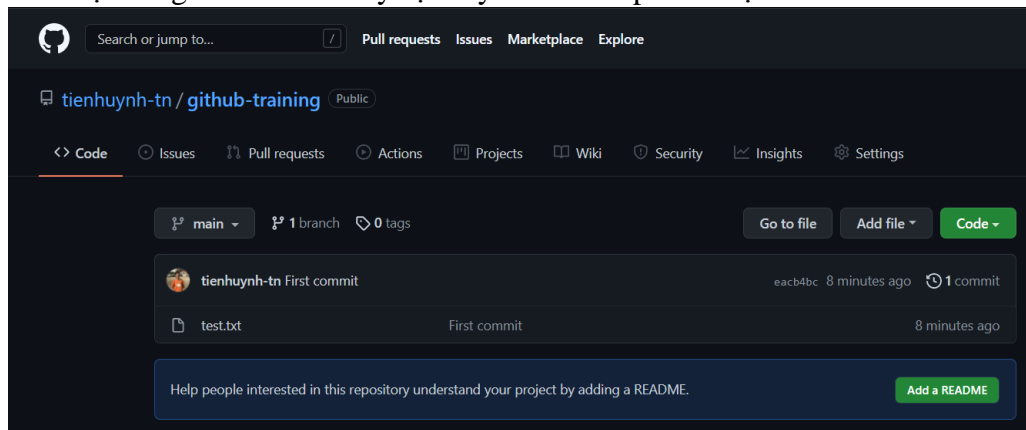 Search or jump to... / Pull requests Issues Marketplace Explore
tienhuynh-tn / github-training Public
<> Code Issues Pull requests Actions Projects Wiki Security Insights Settings
main 1 branch 0 tags Go to file Add file Code
tienhuynh-tn First commit eacb4bc 8 minutes ago 1 commit
test.txt First commit 8 minutes ago
Help people interested in this repository understand your project by adding a README. Add a README